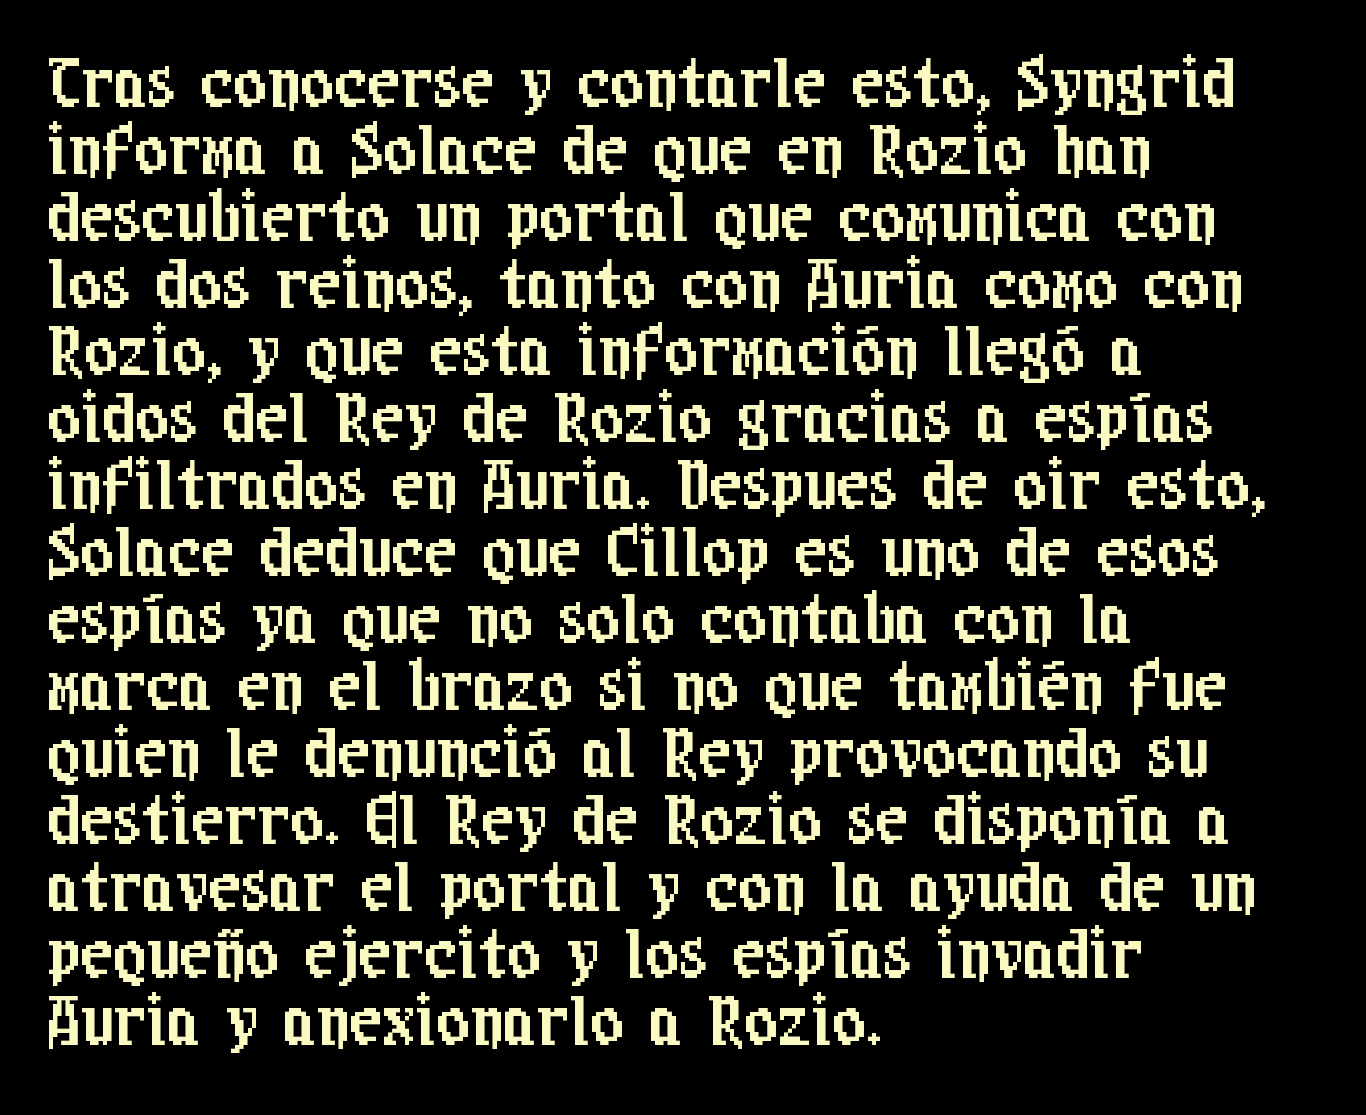 Tras conocerse y contarle esto, Syngrid
informa a Solace de que en Rozio han
descubierto un portal que comunica con
los dos reinos, tanto con Auria como con
Rozio, y que esta información llegó a
oidos del Rey de Rozio gracias a espías
infiltrados en Auria. Despues de oir esto,
Solace deduce que Cillop es uno de esos
espías ya que no solo contaba con la
marca en el brazo si no que también fue
quien le denunció al Rey provocando su
destierro. El Rey de Rozio se disponía a
atravesar el portal y con la ayuda de un
pequeño ejercito y los espías invadir
Auria y anexionarlo a Rozio.